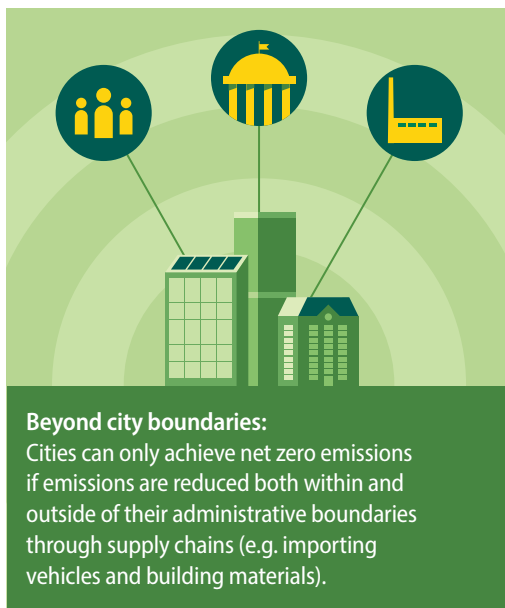 Beyond city boundaries:
Cities can only achieve net zero emissions
if emissions are reduced both within and
outside of their administrative boundaries
through supply chains (e.g. importing
vehicles and building materials).